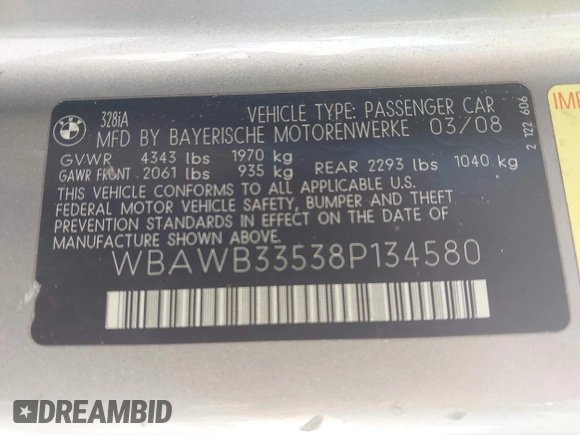 BMW
328iA
VEHICLE TYPE: PASSENGER CAR
MFD BY BAYERISCHE MOTORENWERKE 03/08
GVWR 4343 lbs 1970 kg
GAWR FRONT 2061 lbs 935 kg REAR 2293 lbs 1040 kg
THIS VEHICLE CONFORMS TO ALL APPLICABLE U.S.
FEDERAL MOTOR VEHICLE SAFETY, BUMPER AND THEFT
PREVENTION STANDARDS IN EFFECT ON THE DATE OF
MANUFACTURE SHOWN ABOVE.
WBAWB33538P134580
2 122 606
IMP
DREAMBID